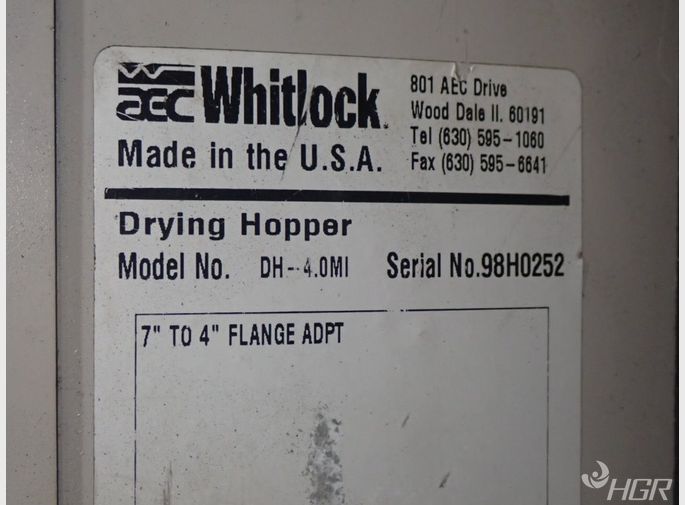 AEC Whitlock
801 AEC Drive
Wood Dale Il. 60191
Tel (630) 595-1060
Fax (630) 595-6641
Made in the U.S.A.
Drying Hopper
Model No. DH-4.0MI Serial No.98H0252
7" TO 4" FLANGE ADPT
HGR